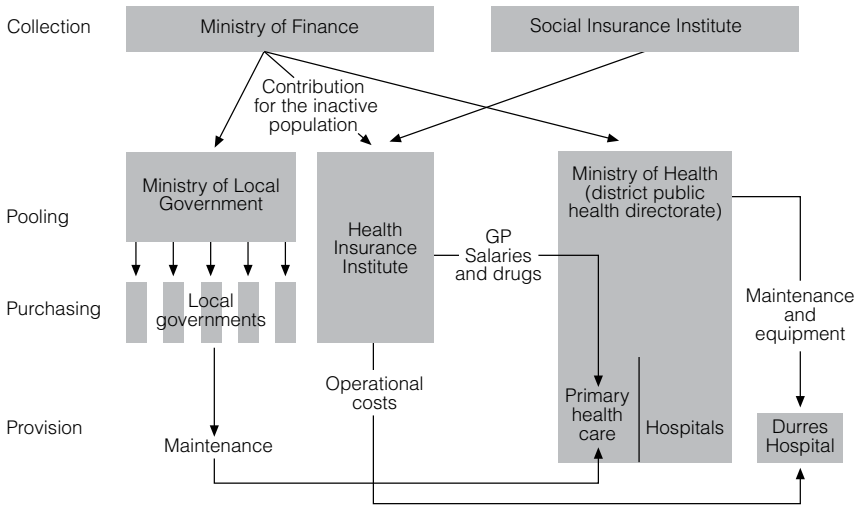 Collection
Ministry of Finance
Social Insurance Institute
Contribution
for the inactive
population
Pooling
Ministry of Local
Government
Health
Insurance
Institute
GP
Salaries
and drugs
Ministry of Health
(district public
health directorate)
Purchasing
Local
governments
Maintenance
and
equipment
Provision
Maintenance
Operational
costs
Primary
health
care
Hospitals
Durres
Hospital